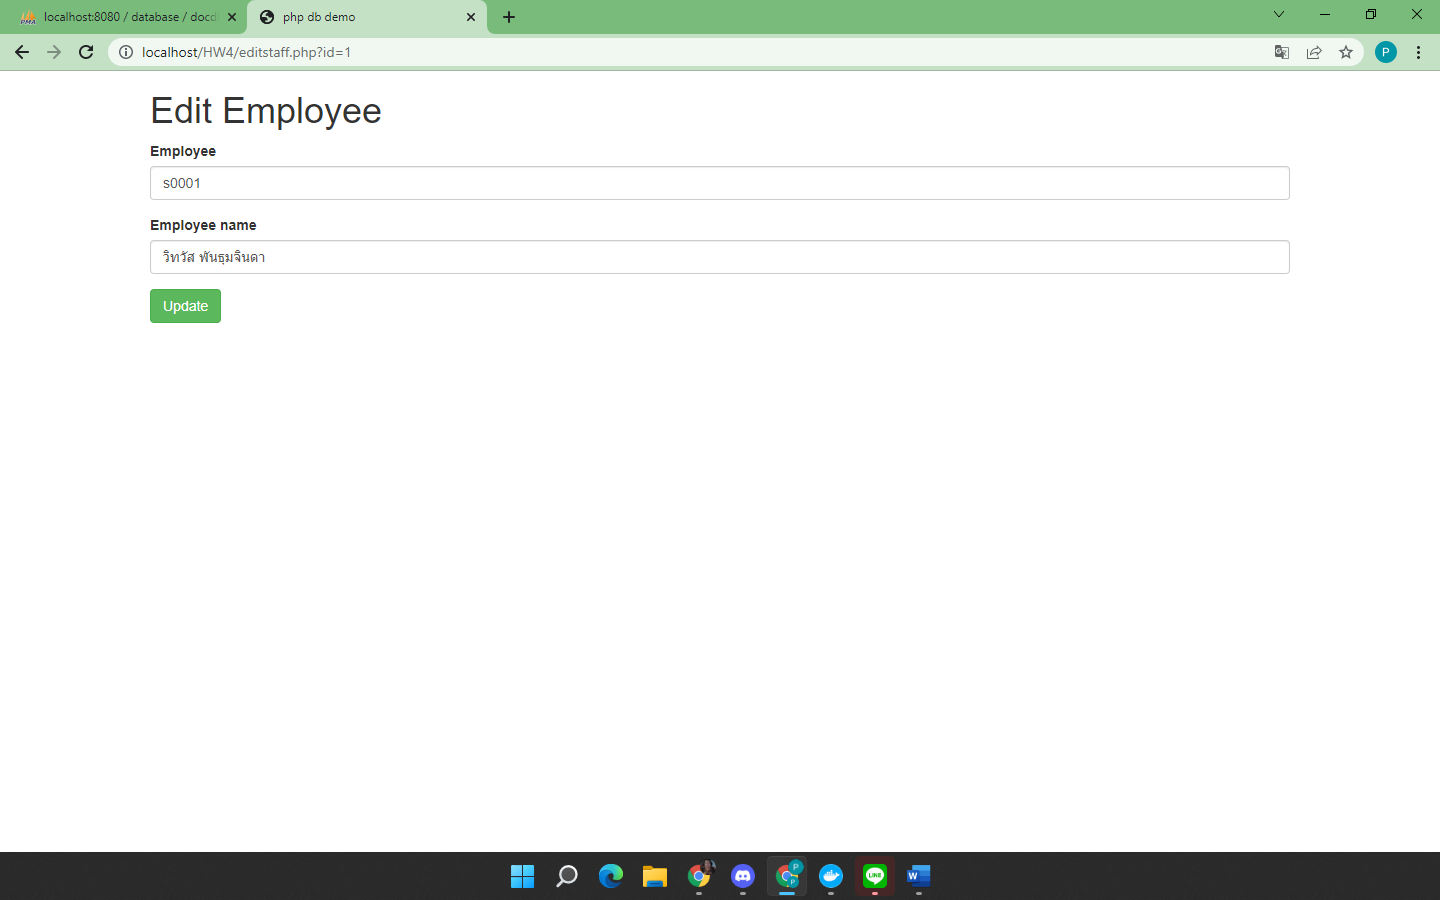 localhost:8080 / database / docd
php db demo
localhost/HW4/editstaff.php?id=1
P
Edit Employee
Employee
s0001
Employee name
วิทวัส พันธุมจินดา
Update